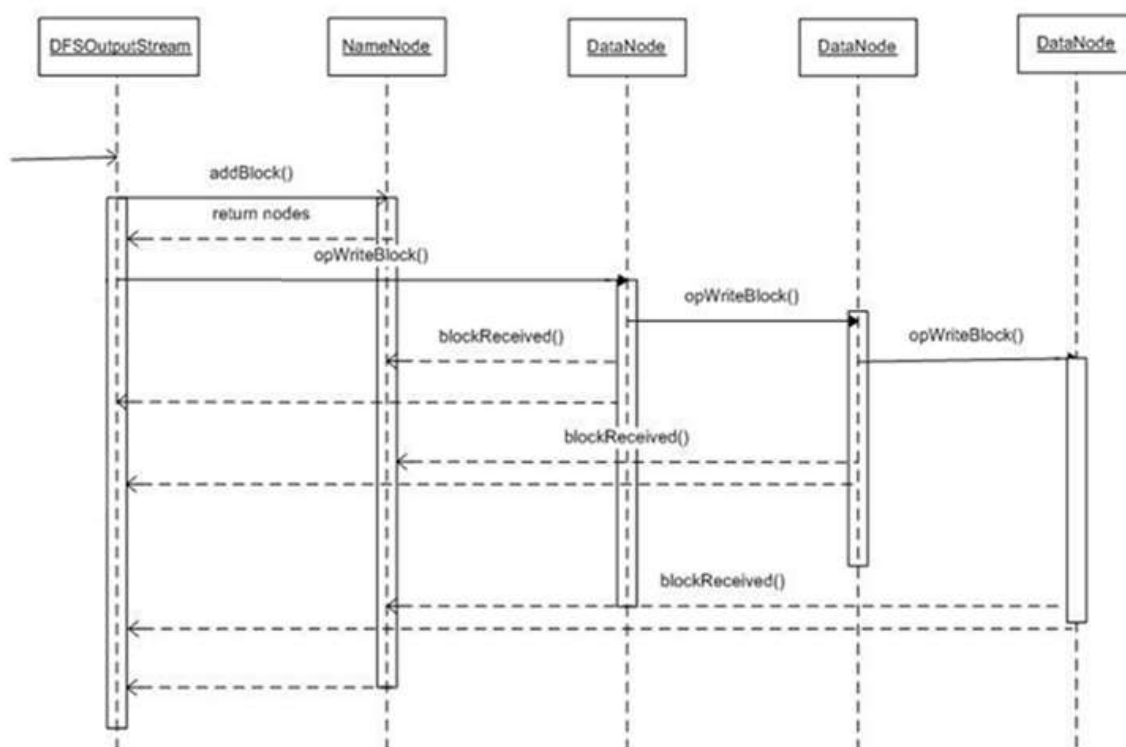 DFSOutputStream
NameNode
DataNode
DataNode
DataNode
addBlock()
return nodes
opWriteBlock()
opWriteBlock()
opWriteBlock()
blockReceived()
blockReceived()
blockReceived()